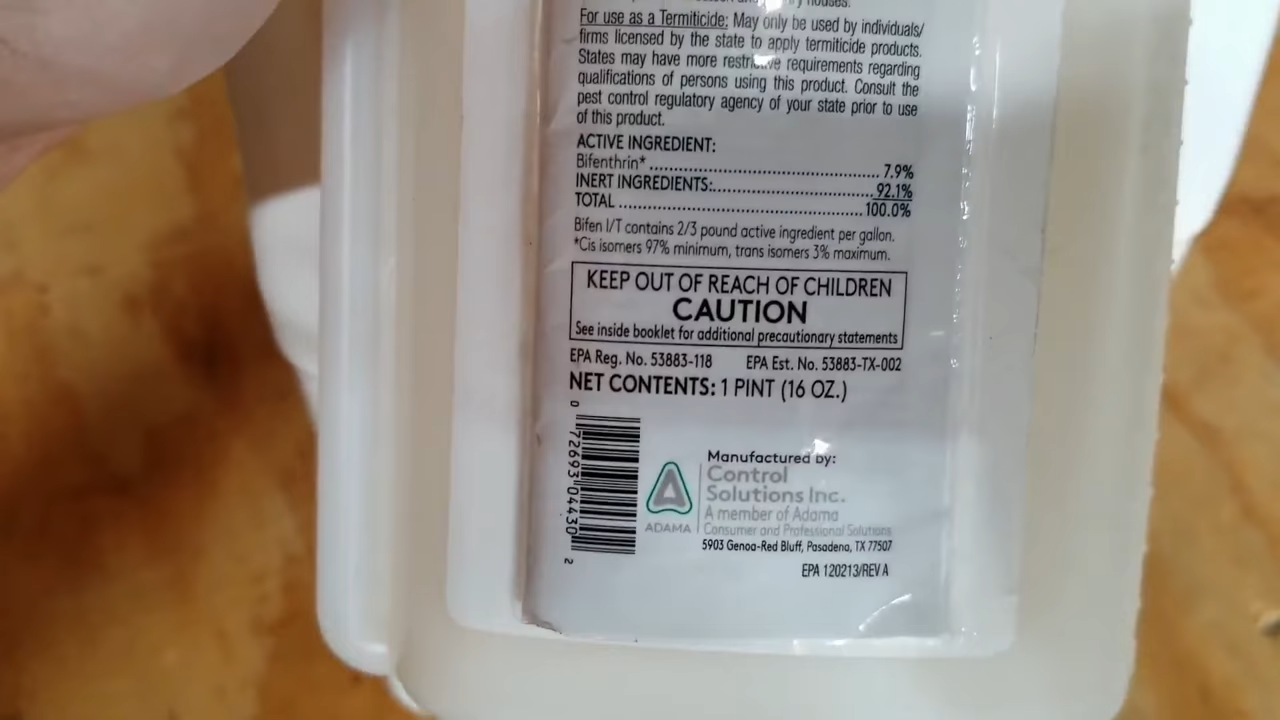 houses.
For use as a Termiticide: May only be used by individuals/
firms licensed by the state to apply termiticide products.
States may have more restrictive requirements regarding
qualifications of persons using this product. Consult the
pest control regulatory agency of your state prior to use
of this product.
ACTIVE INGREDIENT:
Bifenthrin* ........................................ 7.9%
INERT INGREDIENTS:............................ 92.1%
TOTAL ........................................ 100.0%
Bifen I/T contains 2/3 pound active ingredient per gallon.
*Cis isomers 97% minimum, trans isomers 3% maximum.
KEEP OUT OF REACH OF CHILDREN
CAUTION
See inside booklet for additional precautionary statements
EPA Reg. No. 53883-118 EPA Est. No. 53883-TX-002
NET CONTENTS: 1 PINT (16 OZ.)
0 72693 04430 2
ADAMA
Manufactured by:
Control
Solutions Inc.
A member of Adama
Consumer and Professional Solutions
5903 Genoa-Red Bluff, Pasadena, TX 77507
EPA 120213/REV A